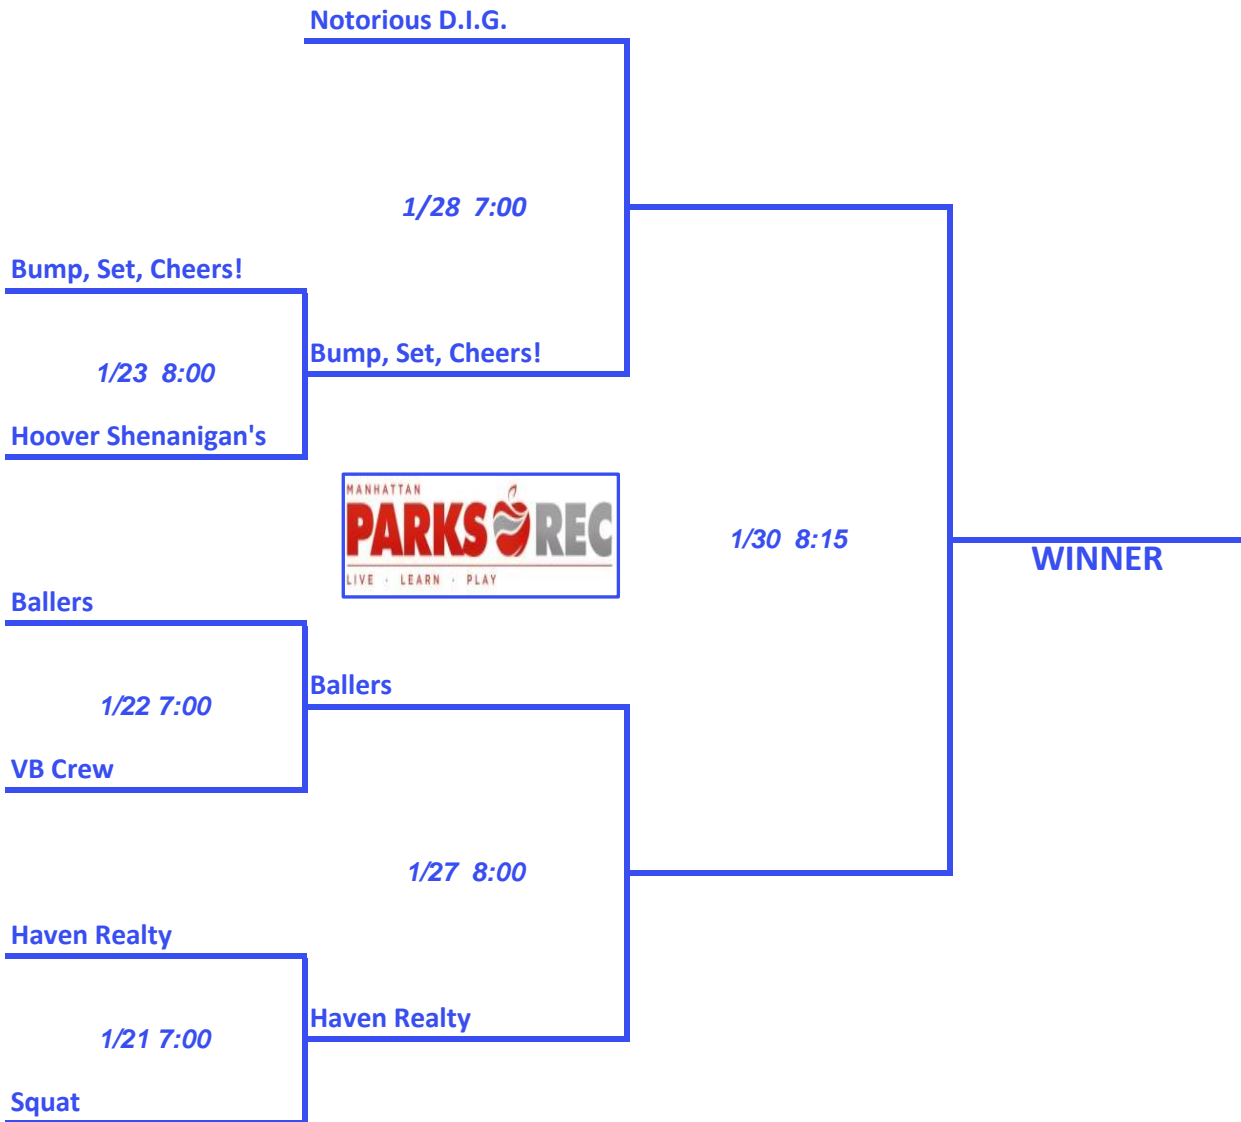 Notorious D.I.G.
1/28 7:00
Bump, Set, Cheers!
Bump, Set, Cheers!
1/23 8:00
Hoover Shenanigan's
MANHATTAN
PARKS REC
LIVE · LEARN · PLAY
1/30 8:15
WINNER
Ballers
Ballers
1/22 7:00
VB Crew
1/27 8:00
Haven Realty
Haven Realty
1/21 7:00
Squat